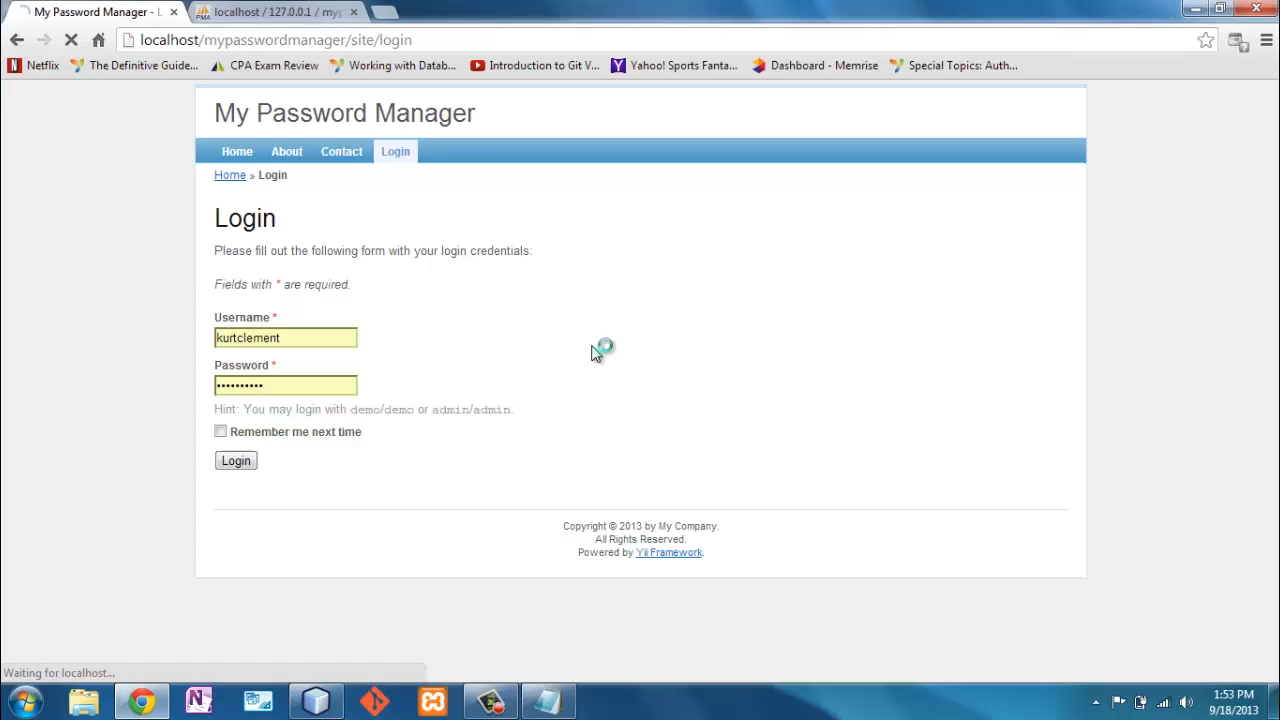 My Password Manager - L
localhost / 127.0.0.1 / myp
localhost/mypasswordmanager/site/login
Netflix
The Definitive Guide...
CPA Exam Review
Working with Datab...
Introduction to Git V...
Yahoo! Sports Fanta...
Dashboard - Memrise
Special Topics: Auth...
My Password Manager
Home
About
Contact
Login
Home » Login
Login
Please fill out the following form with your login credentials:
Fields with * are required.
Username *
kurtclement
Password *
••••••••••
Hint: You may login with demo/demo or admin/admin.
Remember me next time
Login
Copyright © 2013 by My Company.
All Rights Reserved.
Powered by Yii Framework.
Waiting for localhost...
1:53 PM
9/18/2013